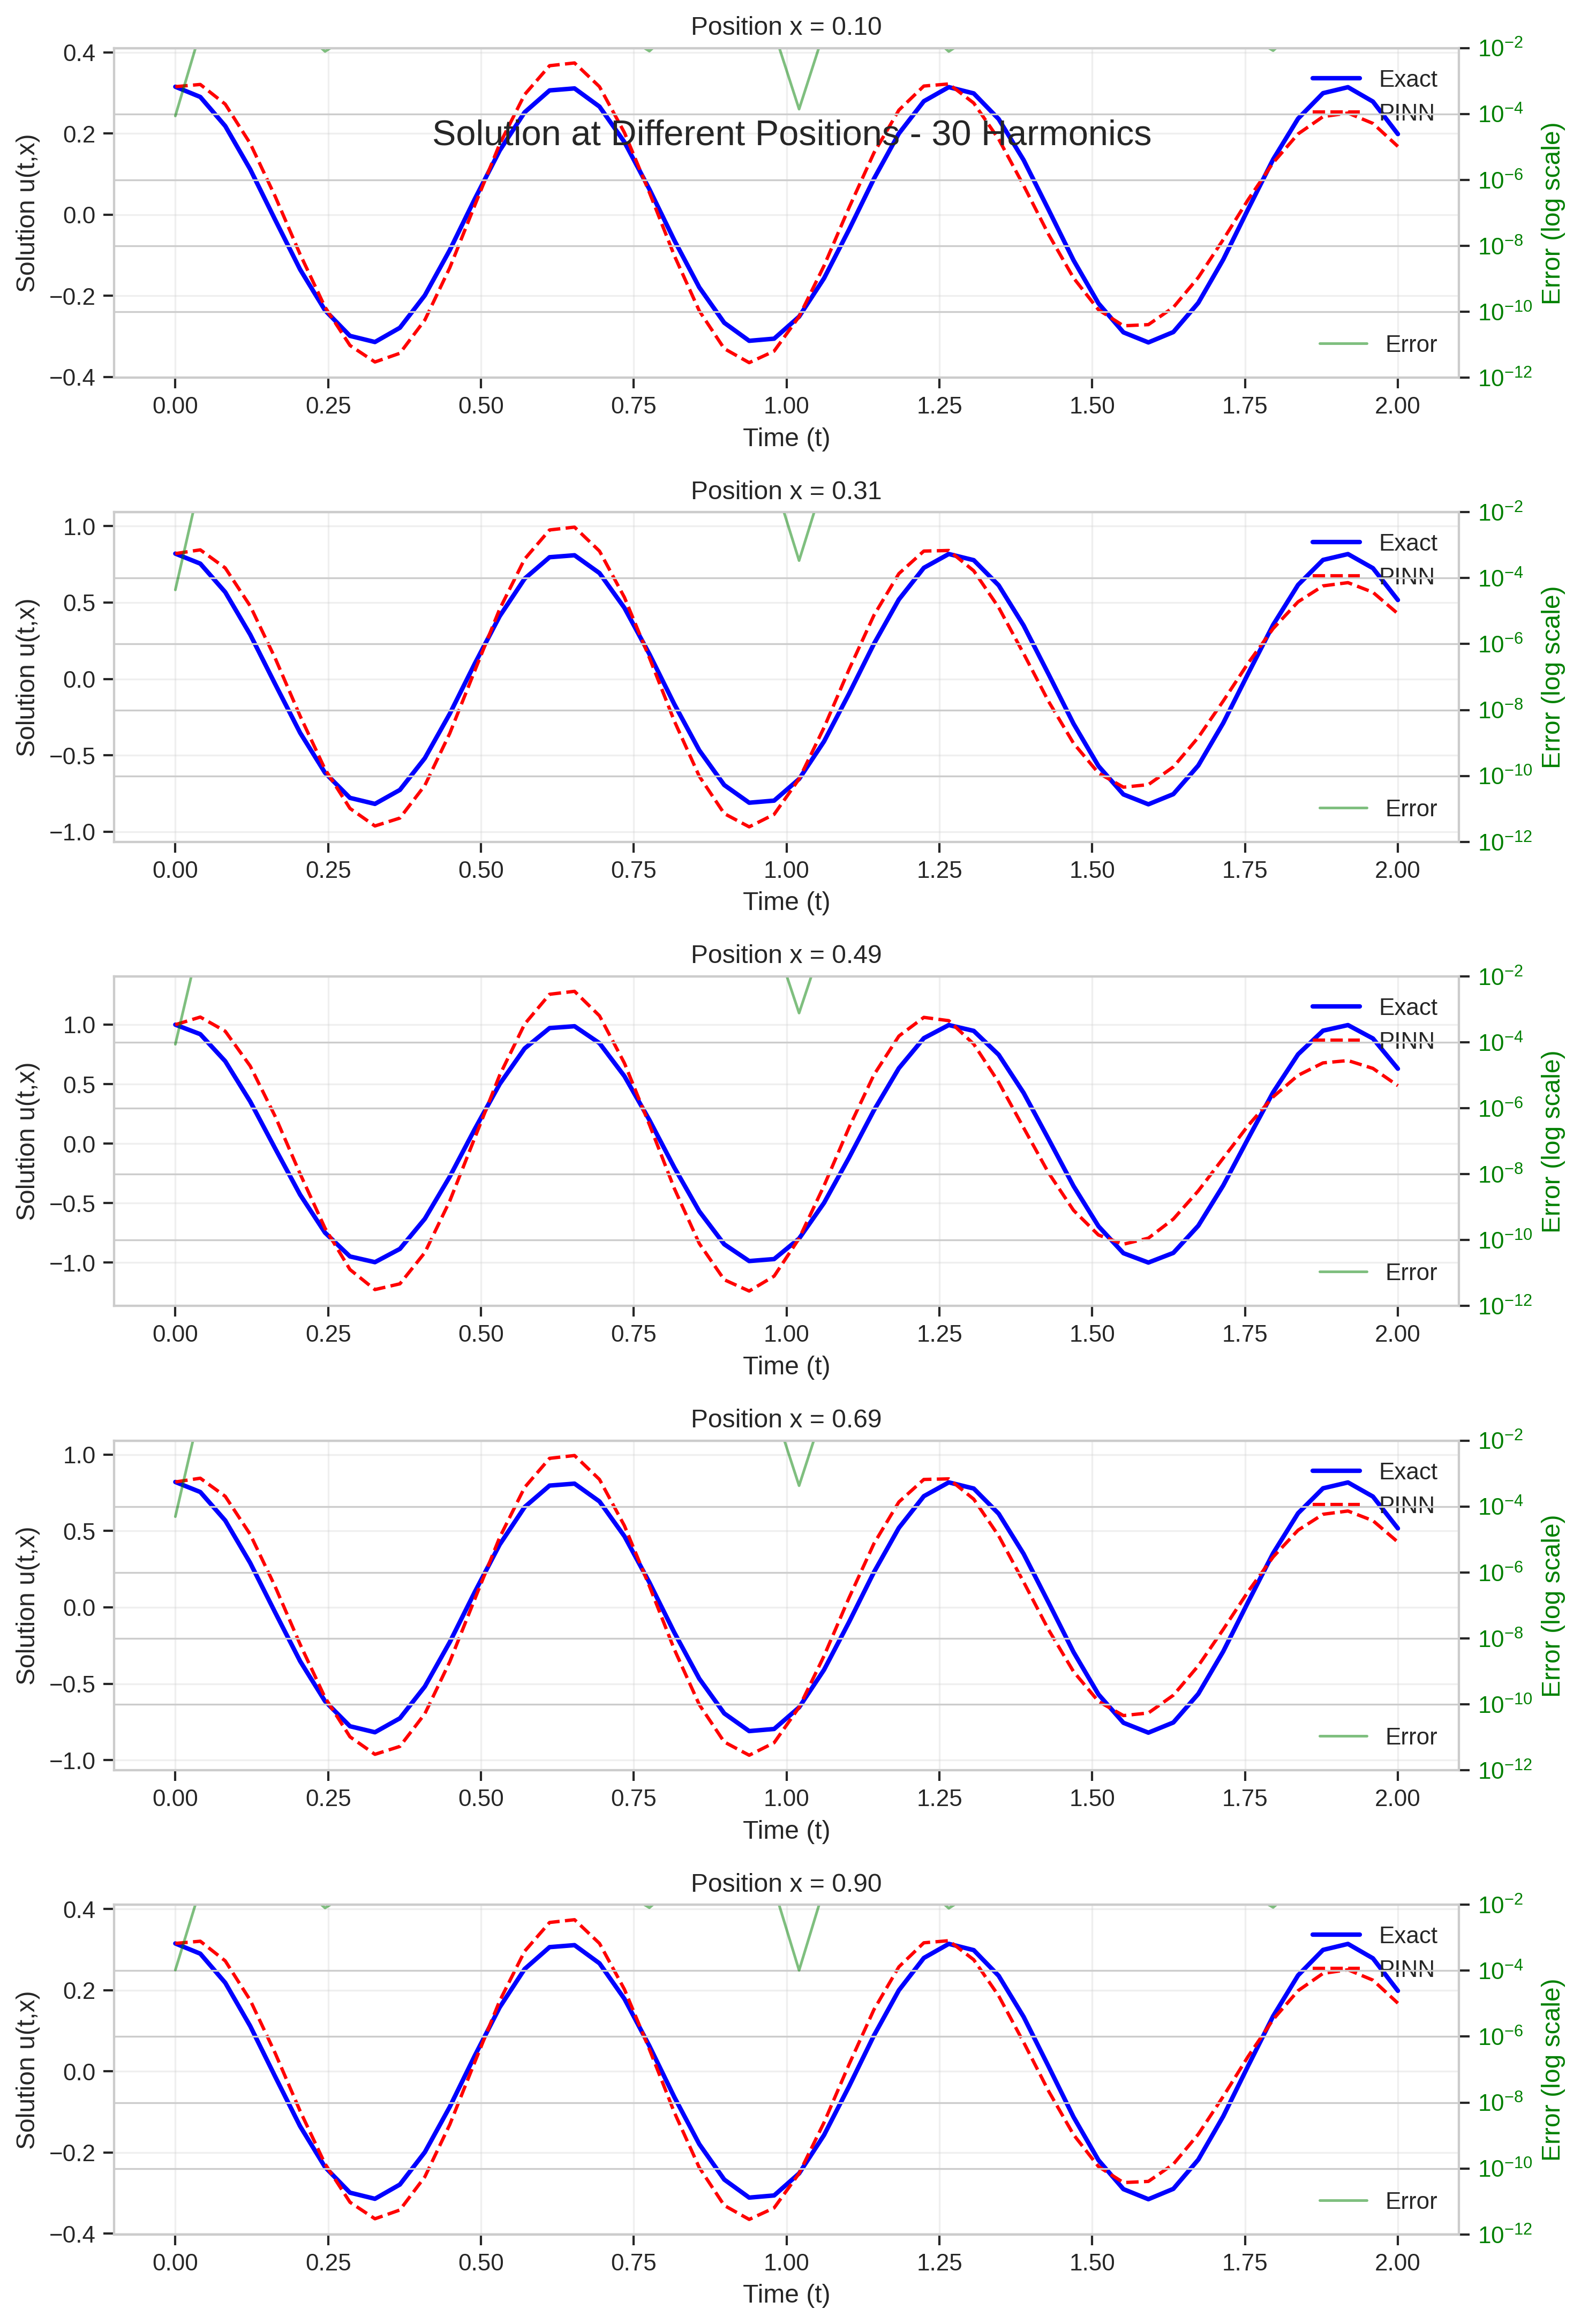 Position x = 0.10
Solution at Different Positions - 30 Harmonics
Solution u(t,x)
0.4
0.2
0.0
−0.2
−0.4
Exact
PINN
Error
10⁻²
10⁻⁴
10⁻⁶
10⁻⁸
10⁻¹⁰
10⁻¹²
Error (log scale)
0.00 0.25 0.50 0.75 1.00 1.25 1.50 1.75 2.00
Time (t)
Position x = 0.31
Solution u(t,x)
1.0
0.5
0.0
−0.5
−1.0
Exact
PINN
Error
10⁻²
10⁻⁴
10⁻⁶
10⁻⁸
10⁻¹⁰
10⁻¹²
Error (log scale)
0.00 0.25 0.50 0.75 1.00 1.25 1.50 1.75 2.00
Time (t)
Position x = 0.49
Solution u(t,x)
1.0
0.5
0.0
−0.5
−1.0
Exact
PINN
Error
10⁻²
10⁻⁴
10⁻⁶
10⁻⁸
10⁻¹⁰
10⁻¹²
Error (log scale)
0.00 0.25 0.50 0.75 1.00 1.25 1.50 1.75 2.00
Time (t)
Position x = 0.69
Solution u(t,x)
1.0
0.5
0.0
−0.5
−1.0
Exact
PINN
Error
10⁻²
10⁻⁴
10⁻⁶
10⁻⁸
10⁻¹⁰
10⁻¹²
Error (log scale)
0.00 0.25 0.50 0.75 1.00 1.25 1.50 1.75 2.00
Time (t)
Position x = 0.90
Solution u(t,x)
0.4
0.2
0.0
−0.2
−0.4
Exact
PINN
Error
10⁻²
10⁻⁴
10⁻⁶
10⁻⁸
10⁻¹⁰
10⁻¹²
Error (log scale)
0.00 0.25 0.50 0.75 1.00 1.25 1.50 1.75 2.00
Time (t)